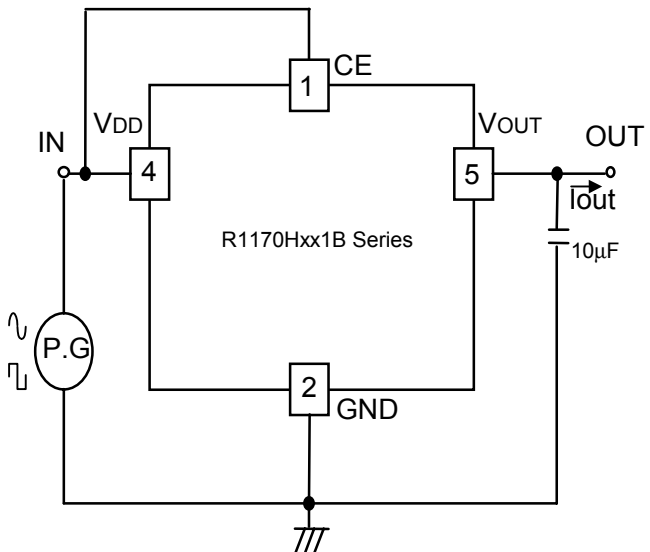 CE
1
VDD
VOUT
IN
OUT
4
5
Iout
R1170Hxx1B Series
10μF
P.G
2
GND